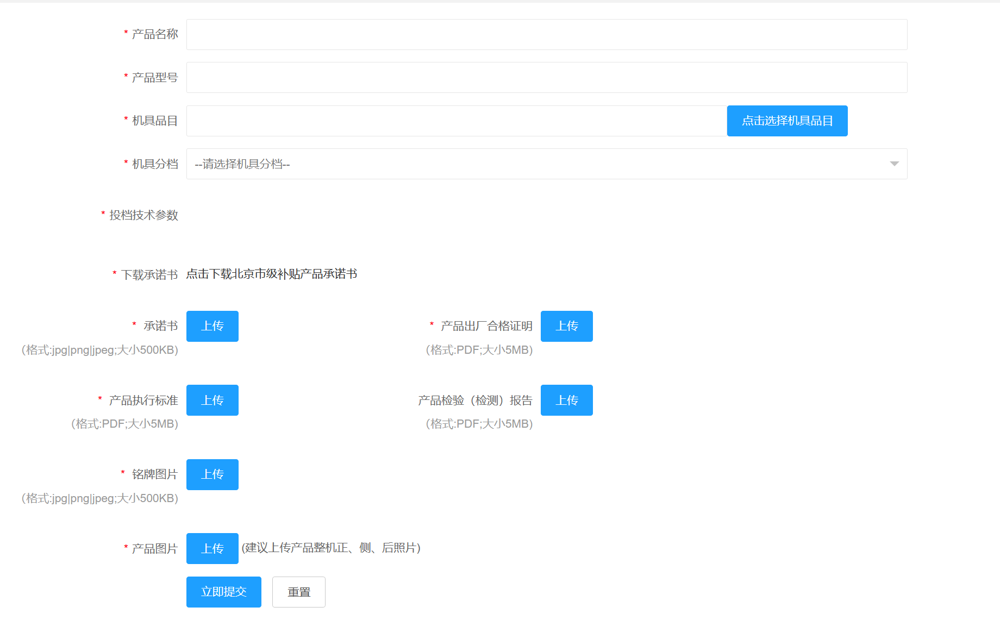 * 产品名称
* 产品型号
* 机具品目 点击选择机具品目
* 机具分档 --请选择机具分档--
* 投档技术参数
* 下载承诺书 点击下载北京市级补贴产品承诺书
* 承诺书 上传 * 产品出厂合格证明 上传
(格式:jpg|png|jpeg;大小500KB) (格式:PDF;大小5MB)
* 产品执行标准 上传 产品检验（检测）报告 上传
(格式:PDF;大小5MB) (格式:PDF;大小5MB)
* 铭牌图片 上传
(格式:jpg|png|jpeg;大小500KB)
* 产品图片 上传 (建议上传产品整机正、侧、后照片)
立即提交 重置